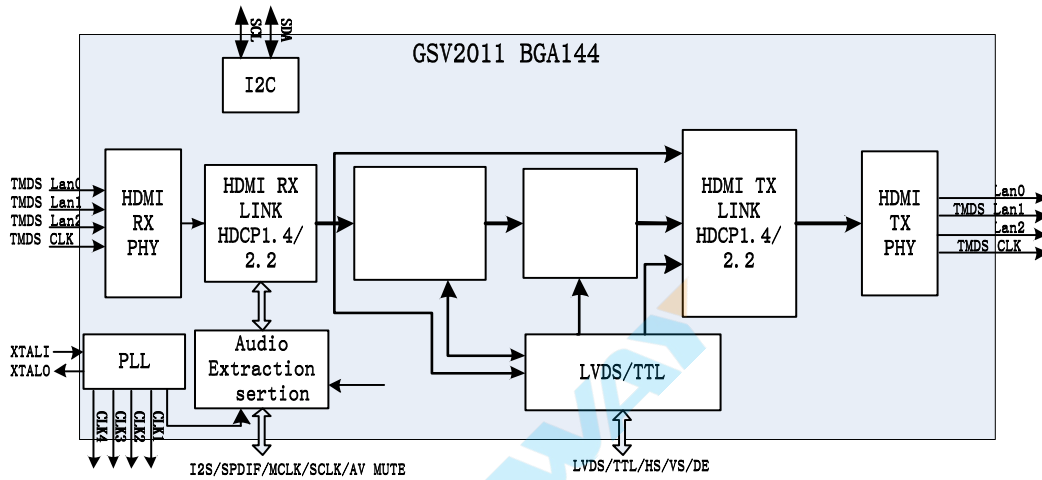 SCL
SDA
GSV2011 BGA144
I2C
TMDS Lan0
TMDS Lan1
TMDS Lan2
TMDS CLK
HDMI
RX
PHY
HDMI RX
LINK
HDCP1.4/
2.2
HDMI TX
LINK
HDCP1.4/
2.2
HDMI
TX
PHY
Lan0
TMDS Lan1
Lan2
TMDS CLK
XTALI
XTALO
PLL
Audio
Extraction
sertion
LVDS/TTL
CLK4
CLK3
CLK2
CLK1
I2S/SPDIF/MCLK/SCLK/AV MUTE
LVDS/TTL/HS/VS/DE